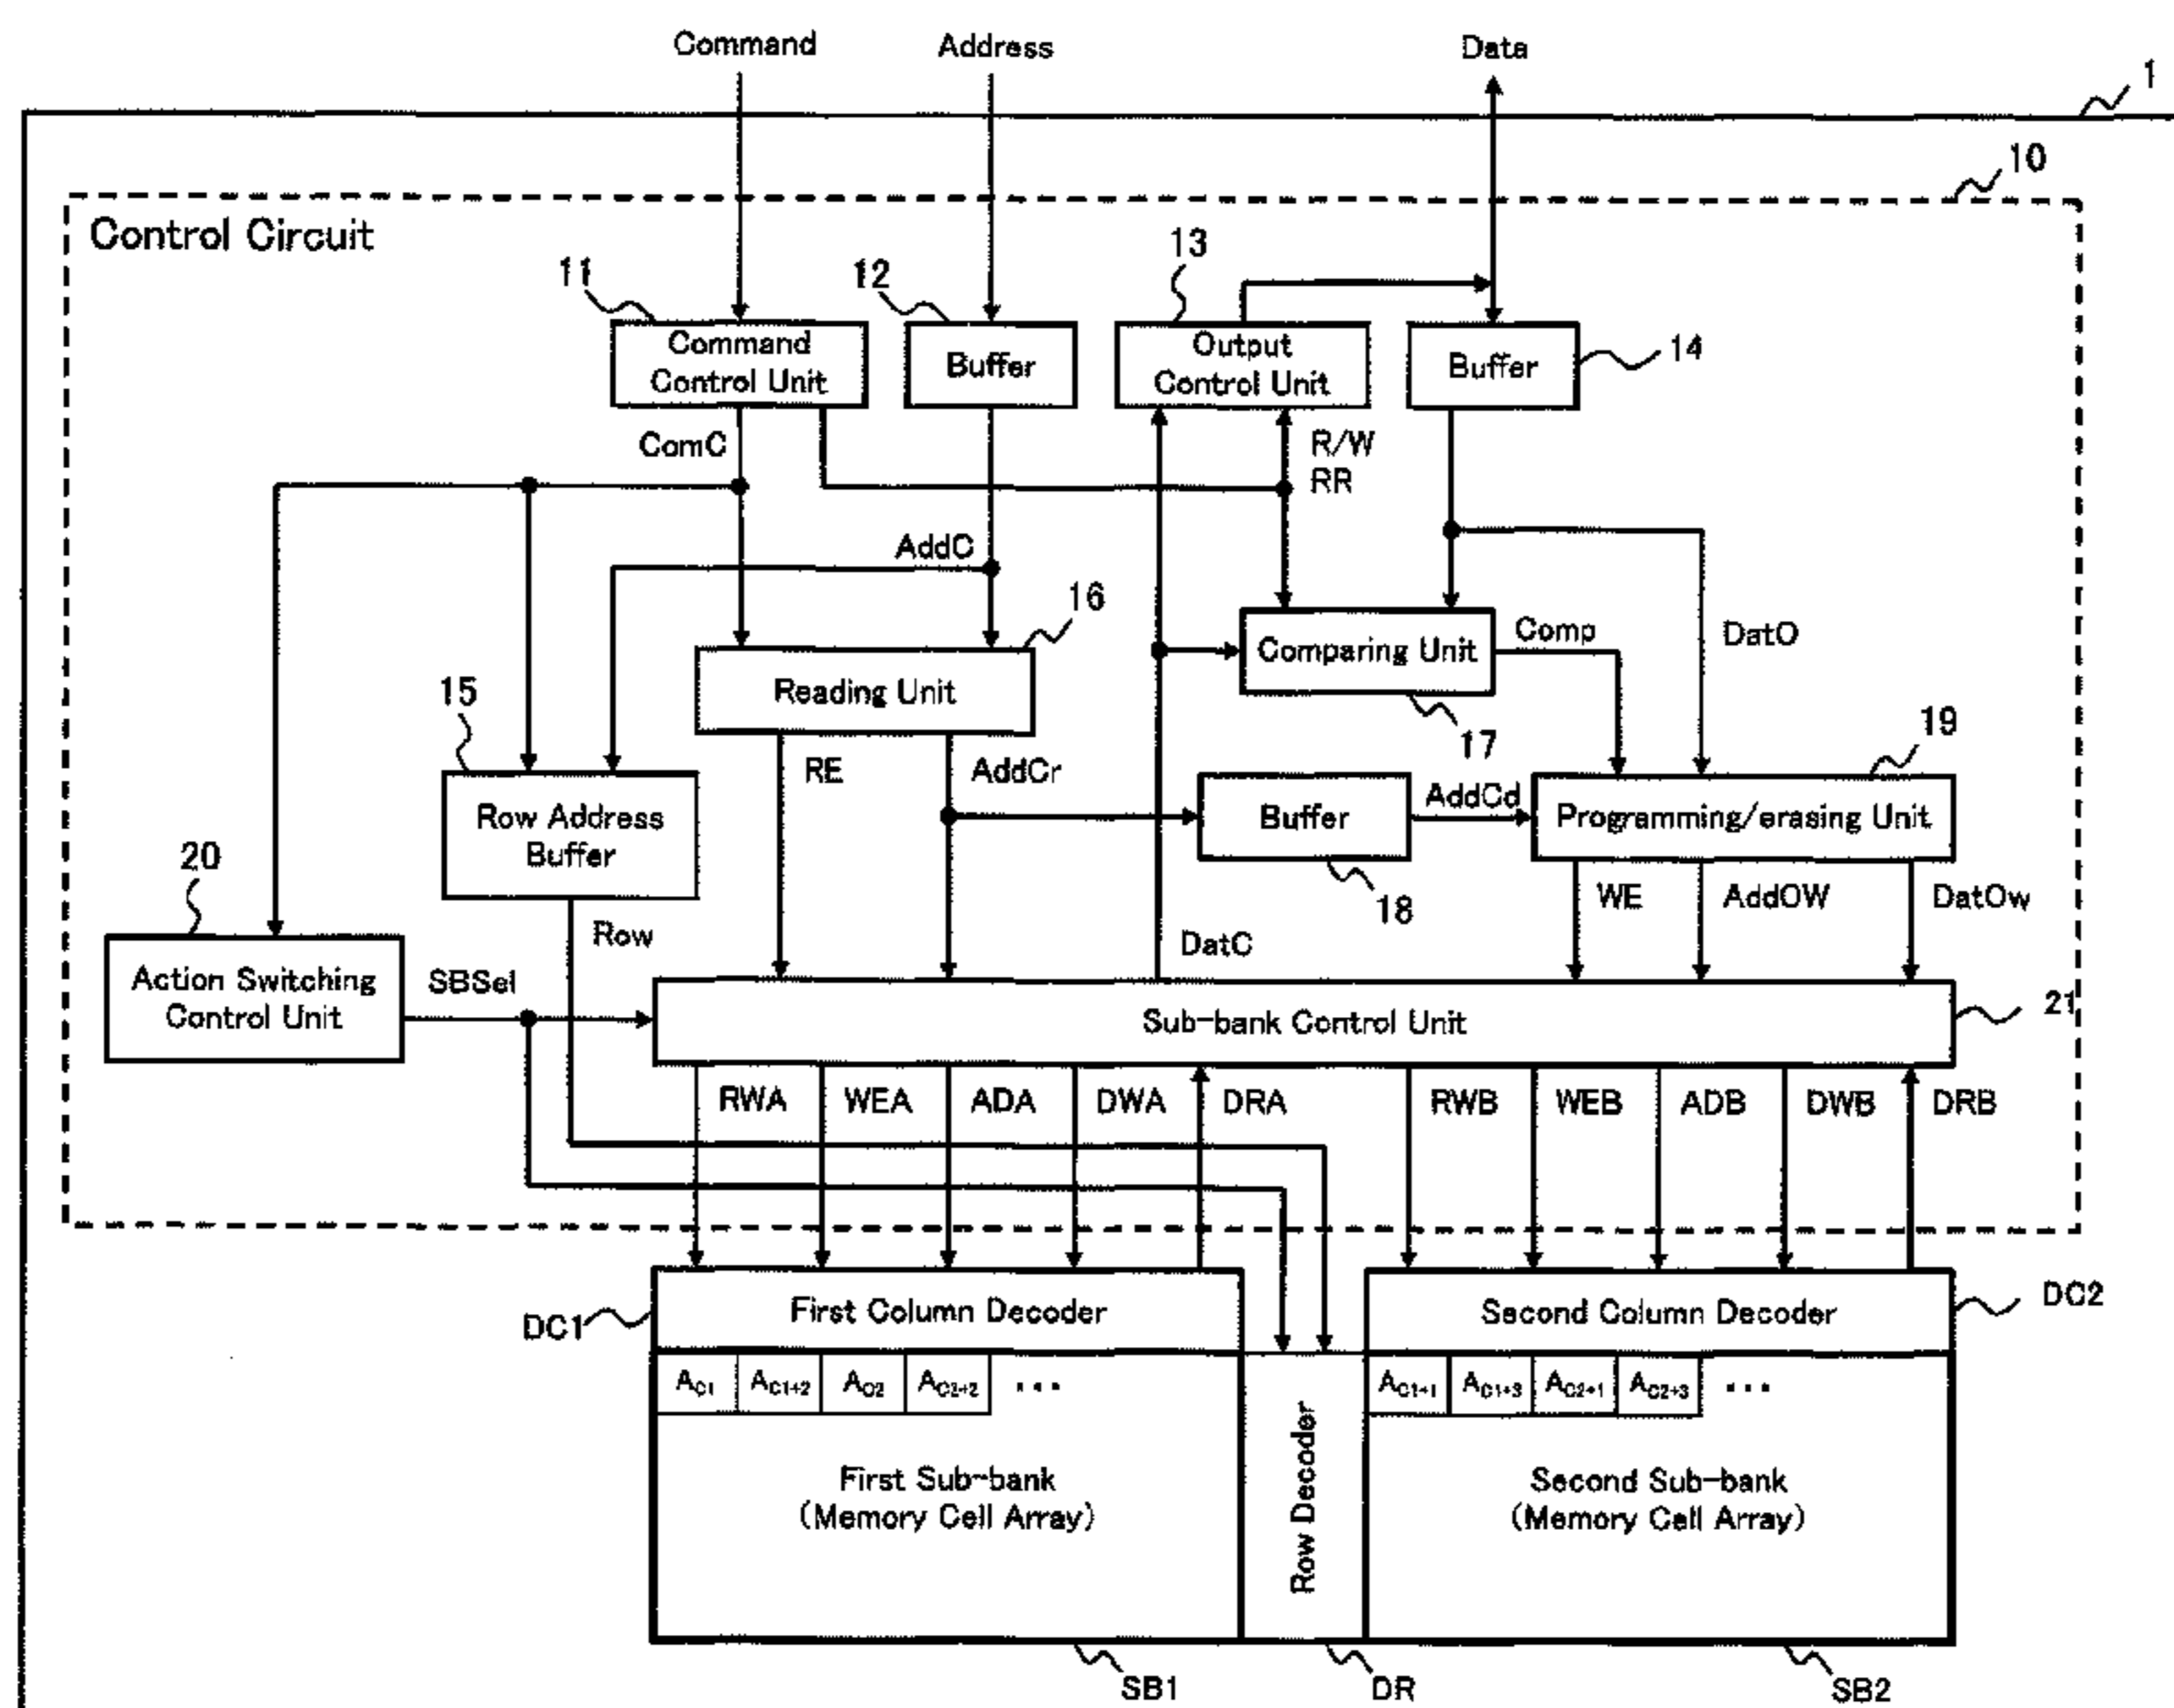 Command
Address
Data
1
10
Control Circuit
11
12
13
Command
Control Unit
Buffer
Output
Control Unit
Buffer
14
ComC
R/W
RR
AddC
16
Comparing Unit
Comp
DatO
Reading Unit
15
17
19
RE
AddCr
Row Address
Buffer
Buffer
AddCd
Programming/erasing Unit
20
18
WE
AddOW
DatOw
Row
DatC
Action Switching
Control Unit
SBSel
Sub-bank Control Unit
21
RWA
WEA
ADA
DWA
DRA
RWB
WEB
ADB
DWB
DRB
DC1
First Column Decoder
Second Column Decoder
DC2
AC1
AC1+2
AC2
AC2+2
...
AC1+1
AC1+3
AC2+1
AC2+3
...
Row Decoder
First Sub-bank
(Memory Cell Array)
Second Sub-bank
(Memory Cell Array)
SB1
DR
SB2